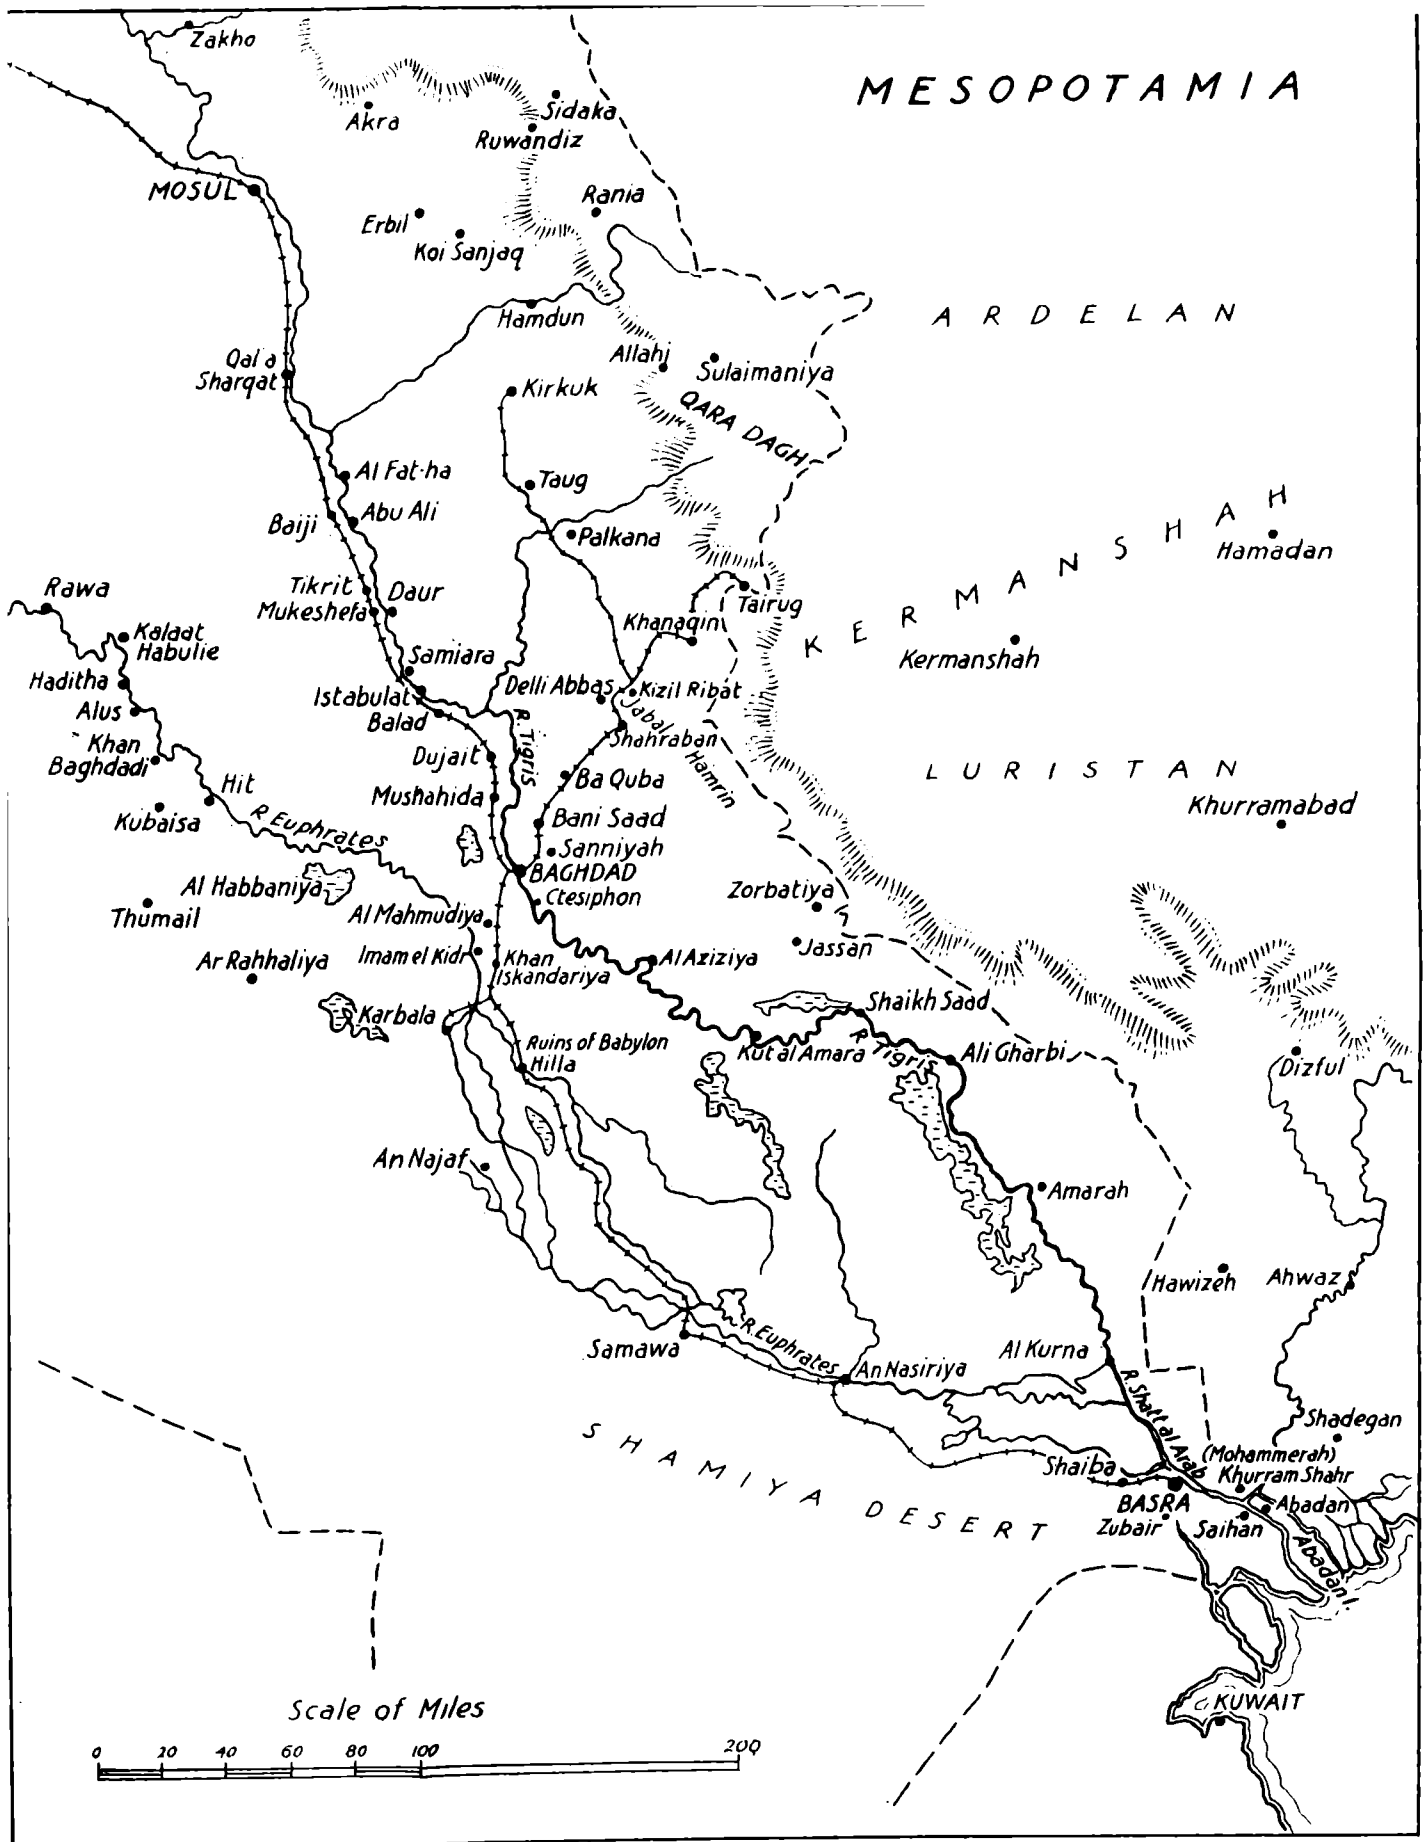 MESOPOTAMIA
Zakho
Akra
Sidaka
Ruwandiz
MOSUL
Rania
Erbil
Koi Sanjaq
Hamdun
ARDELAN
Qal a
Sharqat
Allahi
Sulaimaniya
Kirkuk
QARA DAGH
Al Fat-ha
Taug
Baiji
Abu Ali
Palkana
KERMANSHAH
Hamadan
Rawa
Tikrit
Daur
Mukeshefa
Tairug
Khanaqin
Kalaat
Habulie
Kermanshah
Samiara
Haditha
Istabulat
Delli Abbas
Kizil Ribat
Alus
Balad
R. Tigris
Jabal Hamrin
Shahraban
Khan
Baghdadi
Dujait
Ba Quba
LURISTAN
Hit
Mushahida
Khurramabad
Kubaisa
R. Euphrates
Bani Saad
Sanniyah
BAGHDAD
Al Habbaniya
Ctesiphon
Zorbatiya
Thumail
Al Mahmudiya
Jassan
Ar Rahhaliya
Imam el Kidr
Khan
Iskandariya
Al Aziziya
Shaikh Saad
Karbala
Ruins of Babylon
Hilla
Kut al Amara
R. Tigris
Ali Gharbi
Dizful
An Najaf
Amarah
Hawizeh
Ahwaz
Samawa
R. Euphrates
An Nasiriya
Al Kurna
R. Shatt al Arab
Shadegan
SHAMIYA DESERT
Shaiba
(Mohammerah)
Khurram Shahr
BASRA
Abadan
Zubair
Saihan
Abadan I.
KUWAIT
Scale of Miles
0 20 40 60 80 100 200